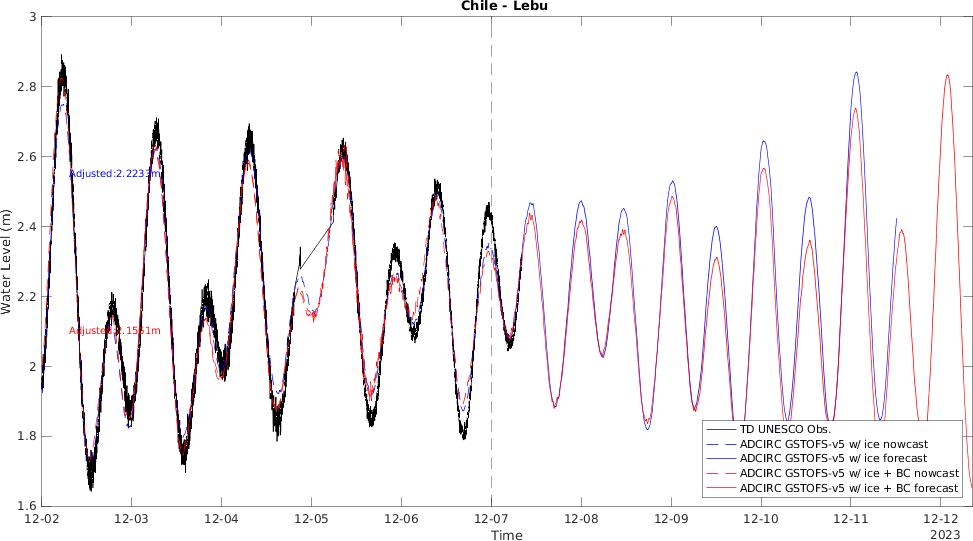 Chile - Lebu
3
2.8
2.6
2.4
2.2
2
1.8
1.6
Water Level (m)
Adjusted:2.2233m
Adjusted:2.1551m
TD UNESCO Obs.
ADCIRC GSTOFS-v5 w/ ice nowcast
ADCIRC GSTOFS-v5 w/ ice forecast
ADCIRC GSTOFS-v5 w/ ice + BC nowcast
ADCIRC GSTOFS-v5 w/ ice + BC forecast
12-02 12-03 12-04 12-05 12-06 12-07 12-08 12-09 12-10 12-11 12-12
Time
2023